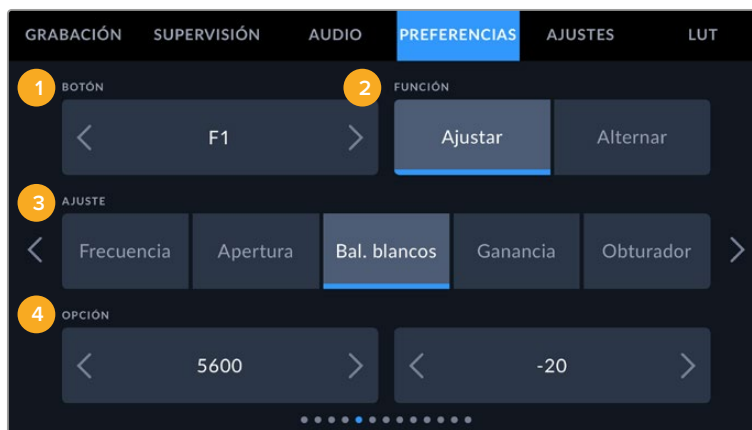 GRABACIÓN SUPERVISIÓN AUDIO PREFERENCIAS AJUSTES LUT
1 BOTÓN 2 FUNCIÓN
F1 Ajustar Alternar
3 AJUSTE
Frecuencia Apertura Bal. blancos Ganancia Obturador
4 OPCIÓN
5600 -20